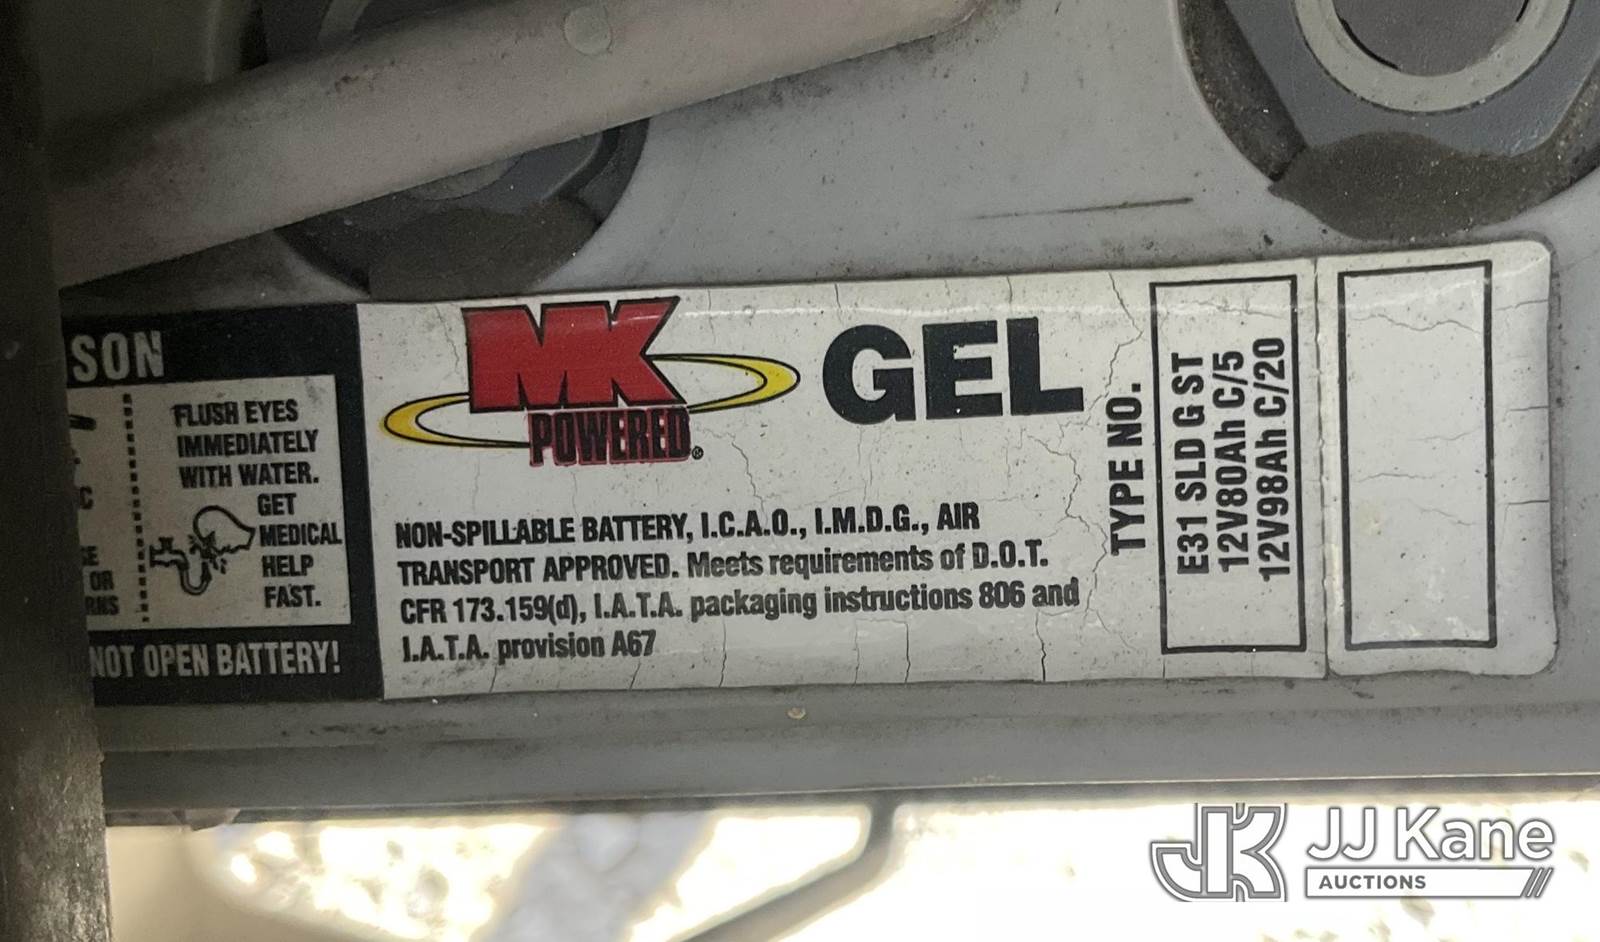 SON
FLUSH EYES
IMMEDIATELY
WITH WATER.
GET
MEDICAL
HELP
FAST.
C
OR
NOT OPEN BATTERY!
MK
POWERED®
GEL
NON-SPILLABLE BATTERY, I.C.A.O., I.M.D.G., AIR
TRANSPORT APPROVED. Meets requirements of D.O.T.
CFR 173.159(d), I.A.T.A. packaging instructions 806 and
I.A.T.A. provision A67
TYPE NO.
E31 SLD G ST
12V80Ah C/5
12V98Ah C/20
JK JJ Kane
AUCTIONS